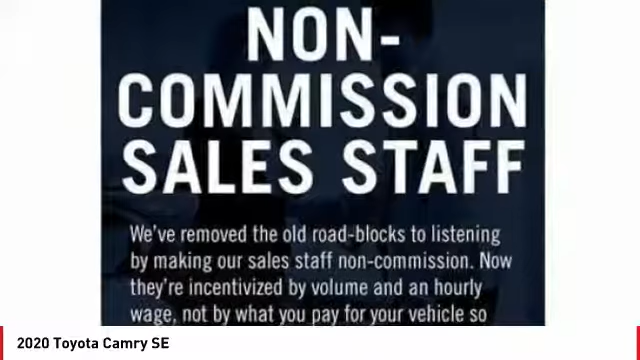 NON-
COMMISSION
SALES STAFF
We've removed the old road-blocks to listening
by making our sales staff non-commission. Now
they're incentivized by volume and an hourly
wage, not by what you pay for your vehicle so
2020 Toyota Camry SE